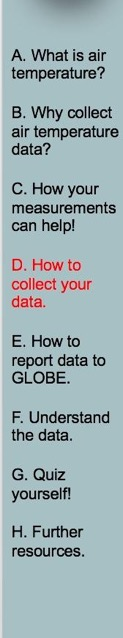 A. What is air
temperature?
B. Why collect
air temperature
data?
C. How your
measurements
can help!
D. How to
collect your
data.
E. How to
report data to
GLOBE.
F. Understand
the data.
G. Quiz
yourself!
H. Further
resources.